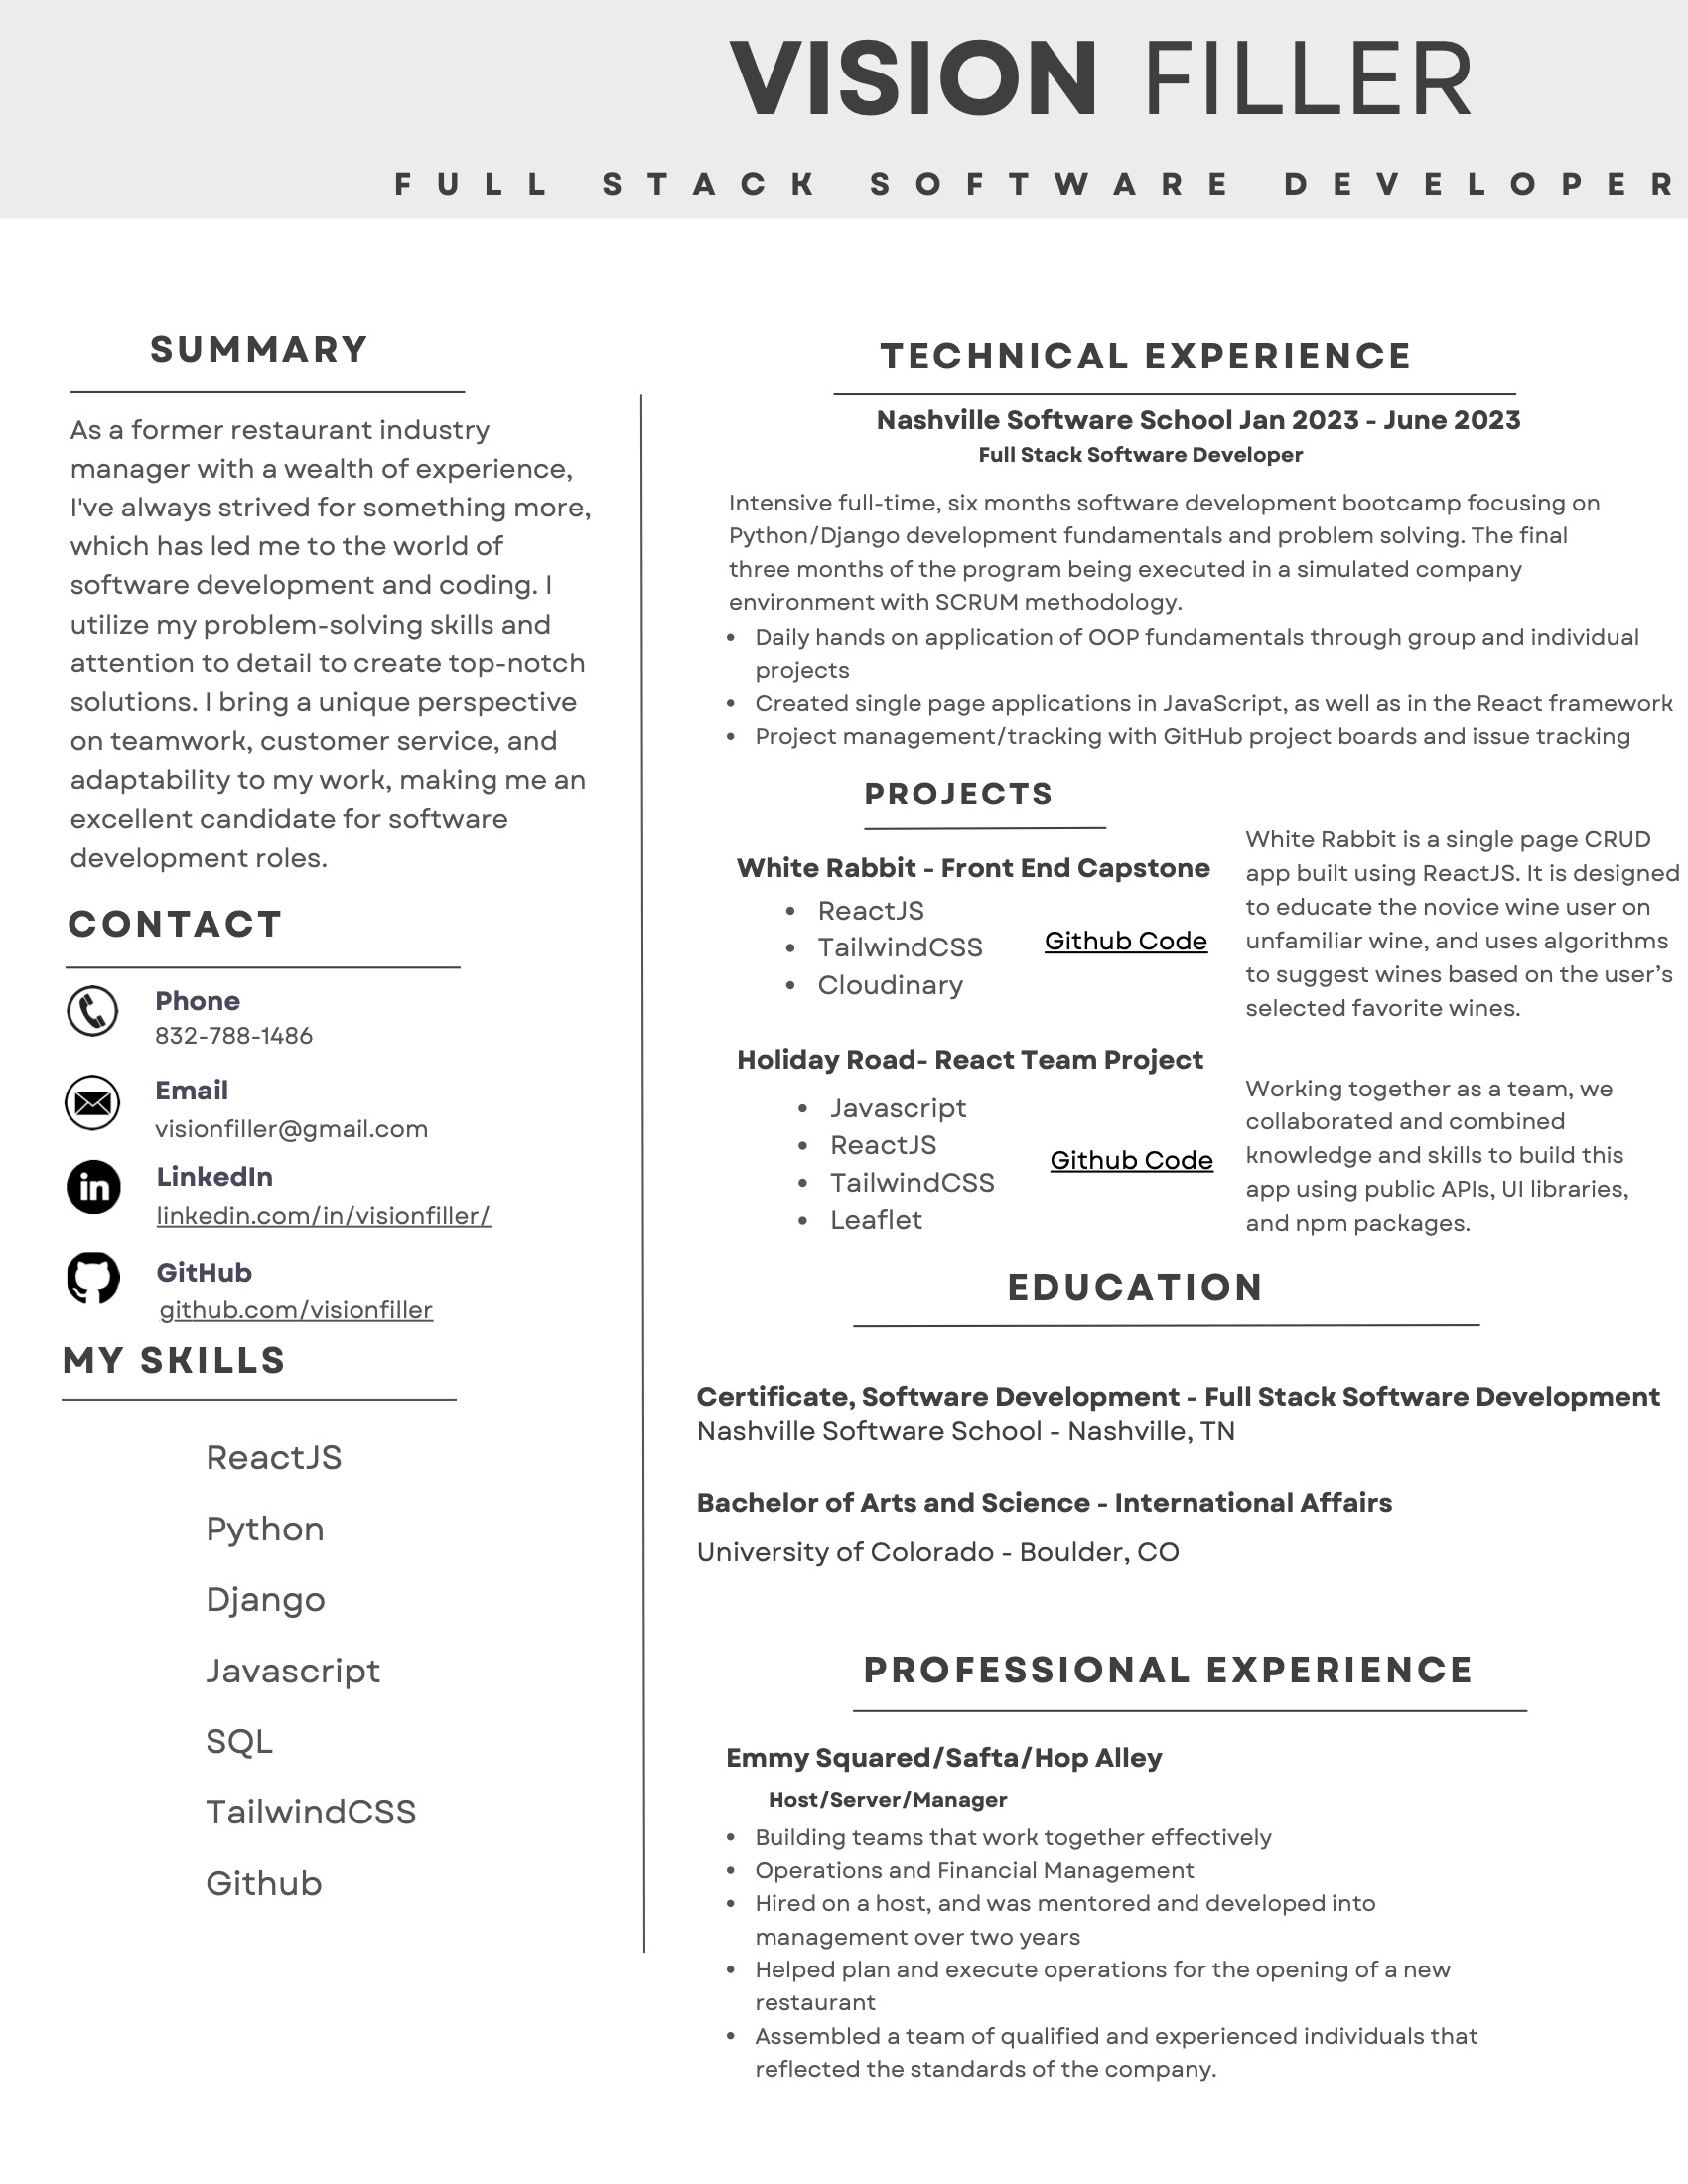 VISION FILLER
FULL STACK SOFTWARE DEVELOPER
SUMMARY
As a former restaurant industry
manager with a wealth of experience,
I've always strived for something more,
which has led me to the world of
software development and coding. I
utilize my problem-solving skills and
attention to detail to create top-notch
solutions. I bring a unique perspective
on teamwork, customer service, and
adaptability to my work, making me an
excellent candidate for software
development roles.
CONTACT
Phone
832-788-1486
Email
visionfiller@gmail.com
LinkedIn
linkedin.com/in/visionfiller/
GitHub
github.com/visionfiller
MY SKILLS
ReactJS
Python
Django
Javascript
SQL
TailwindCSS
Github
TECHNICAL EXPERIENCE
Nashville Software School Jan 2023 - June 2023
Full Stack Software Developer
Intensive full-time, six months software development bootcamp focusing on
Python/Django development fundamentals and problem solving. The final
three months of the program being executed in a simulated company
environment with SCRUM methodology.
• Daily hands on application of OOP fundamentals through group and individual
projects
• Created single page applications in JavaScript, as well as in the React framework
• Project management/tracking with GitHub project boards and issue tracking
PROJECTS
White Rabbit - Front End Capstone
• ReactJS
• TailwindCSS
• Cloudinary
Github Code
White Rabbit is a single page CRUD
app built using ReactJS. It is designed
to educate the novice wine user on
unfamiliar wine, and uses algorithms
to suggest wines based on the user’s
selected favorite wines.
Holiday Road- React Team Project
• Javascript
• ReactJS
• TailwindCSS
• Leaflet
Github Code
Working together as a team, we
collaborated and combined
knowledge and skills to build this
app using public APIs, UI libraries,
and npm packages.
EDUCATION
Certificate, Software Development - Full Stack Software Development
Nashville Software School - Nashville, TN
Bachelor of Arts and Science - International Affairs
University of Colorado - Boulder, CO
PROFESSIONAL EXPERIENCE
Emmy Squared/Safta/Hop Alley
Host/Server/Manager
• Building teams that work together effectively
• Operations and Financial Management
• Hired on a host, and was mentored and developed into
management over two years
• Helped plan and execute operations for the opening of a new
restaurant
• Assembled a team of qualified and experienced individuals that
reflected the standards of the company.